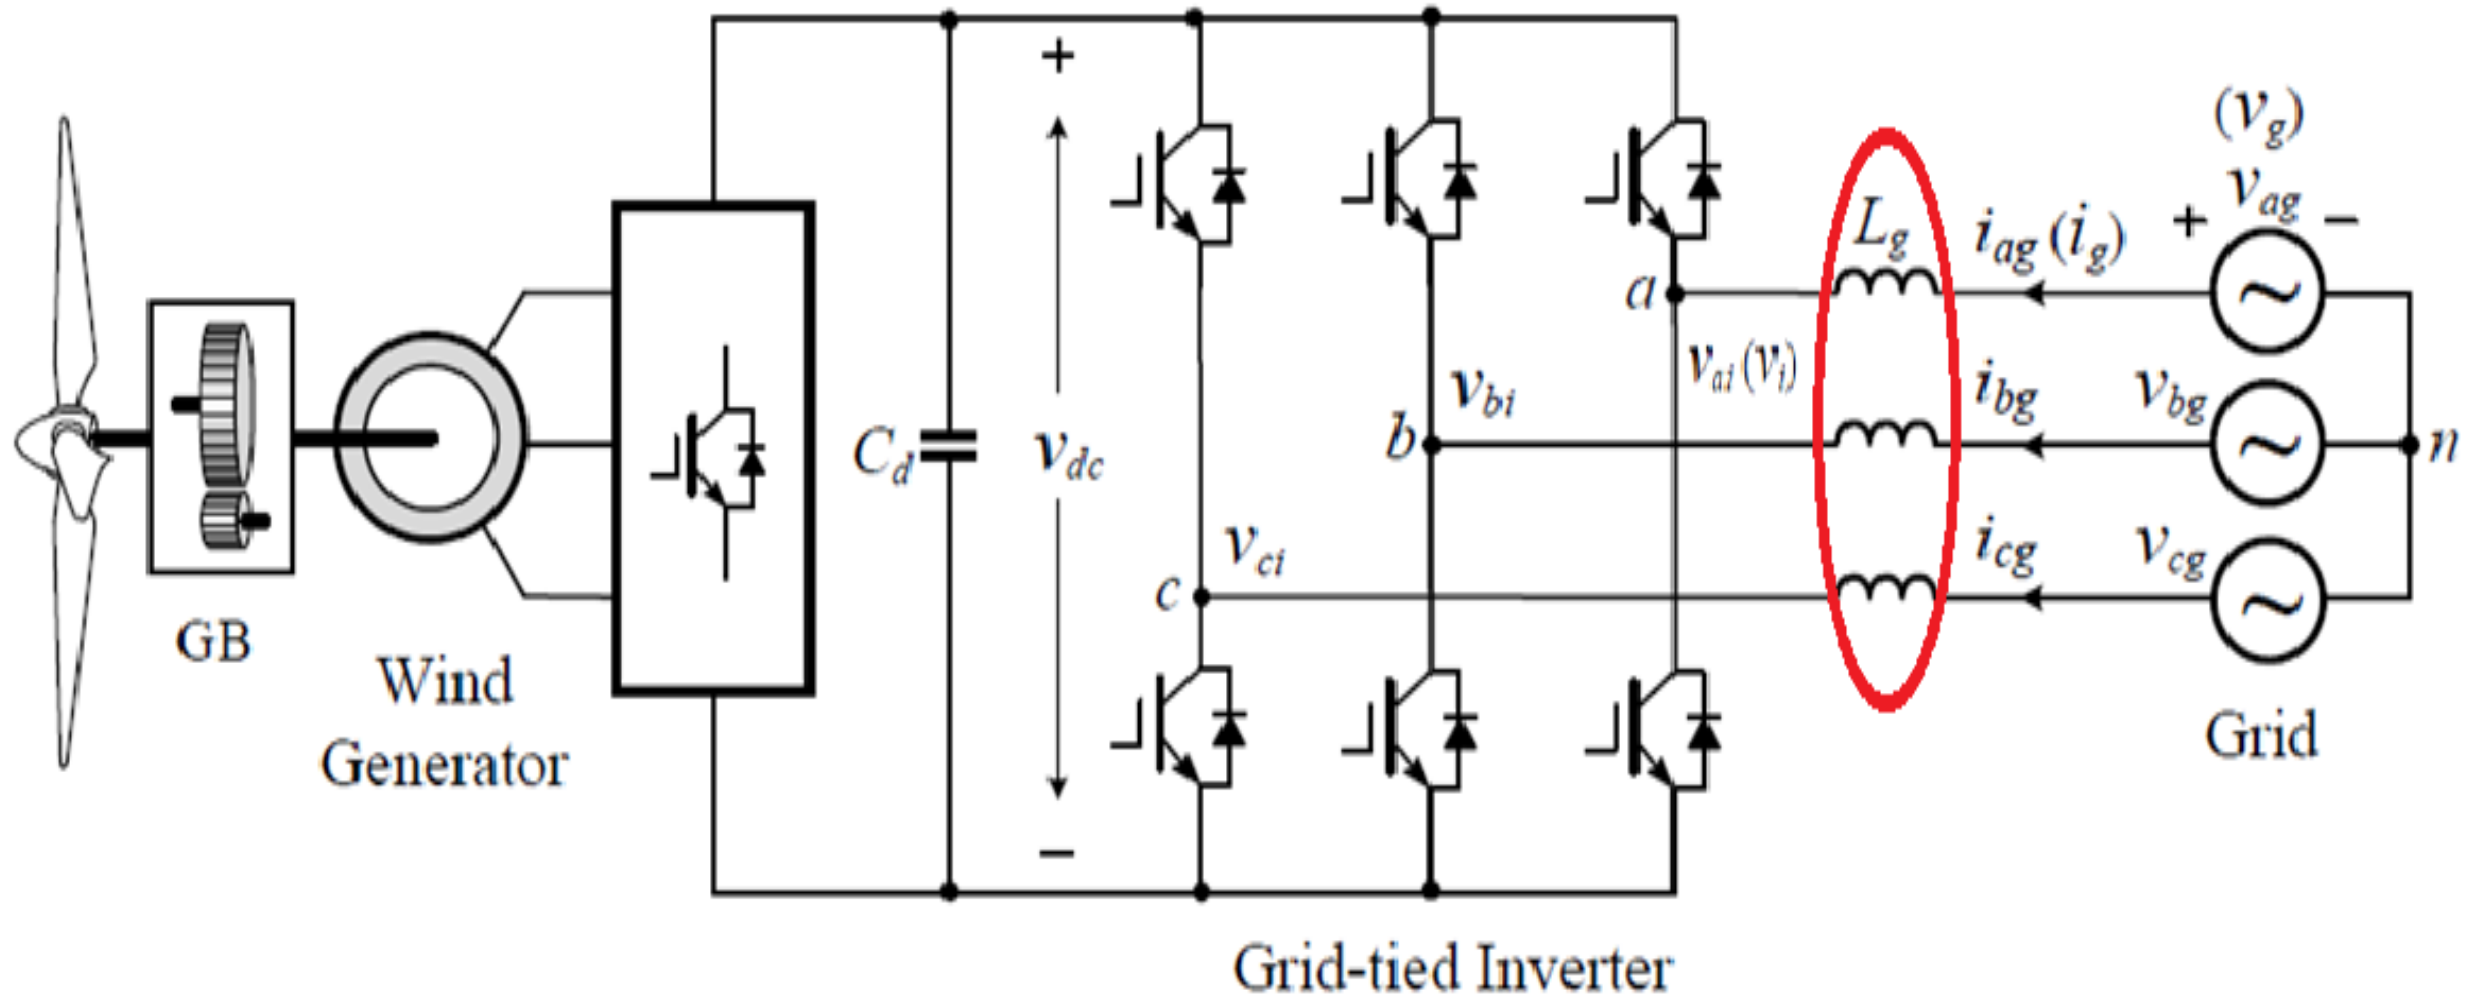 GB
Wind
Generator
C_d
+
v_dc
−
v_ci
c
v_bi
b
a
v_ai (v_i)
L_g
i_ag (i_g)
i_bg
i_cg
(v_g)
+ v_ag −
v_bg
v_cg
n
Grid
Grid-tied Inverter